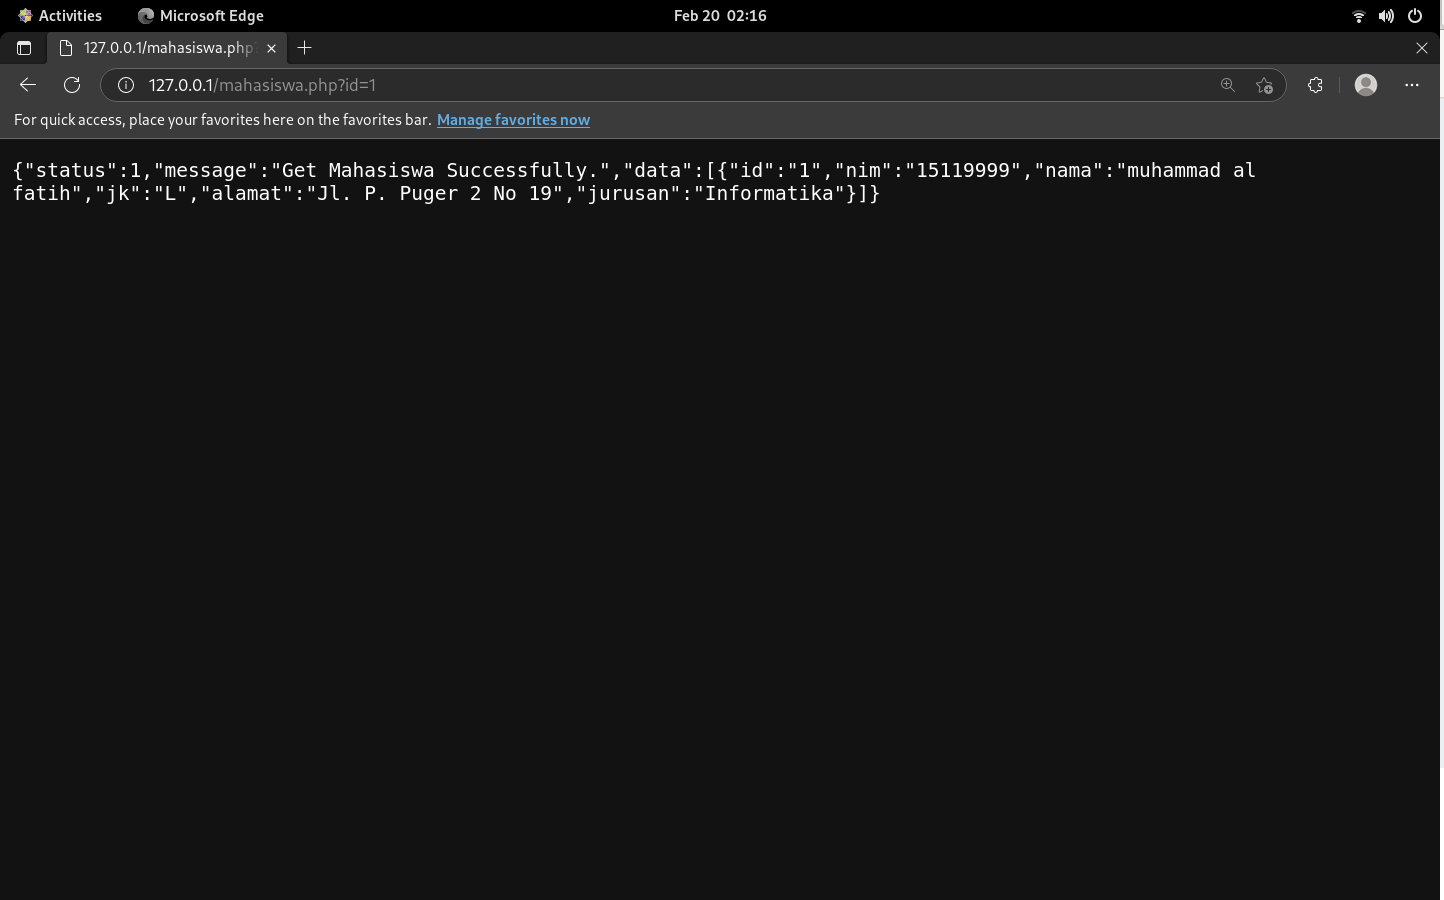 Activities Microsoft Edge Feb 20 02:16
127.0.0.1/mahasiswa.php?
127.0.0.1/mahasiswa.php?id=1
For quick access, place your favorites here on the favorites bar. Manage favorites now
{"status":1,"message":"Get Mahasiswa Successfully.","data":[{"id":"1","nim":"15119999","nama":"muhammad al
fatih","jk":"L","alamat":"Jl. P. Puger 2 No 19","jurusan":"Informatika"}]}